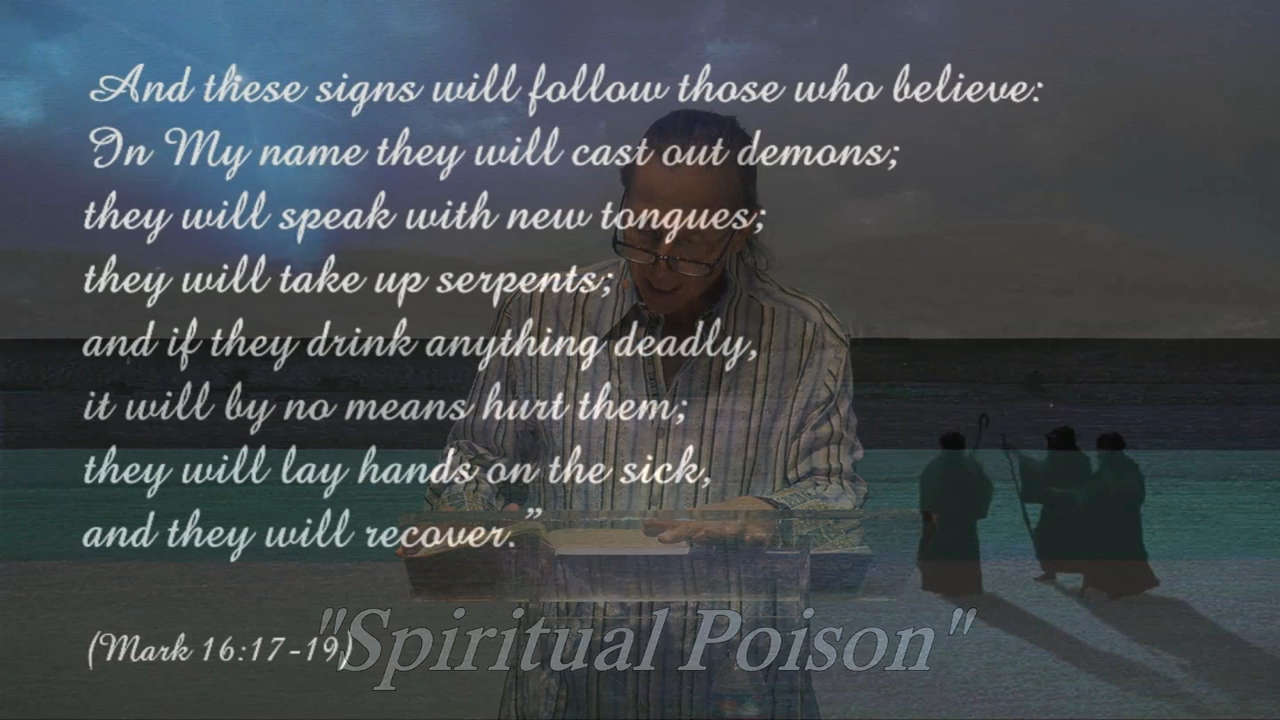 And these signs will follow those who believe:
In My name they will cast out demons;
they will speak with new tongues;
they will take up serpents;
and if they drink anything deadly,
it will by no means hurt them;
they will lay hands on the sick,
and they will recover.”
(Mark 16:17-19)
"Spiritual Poison"